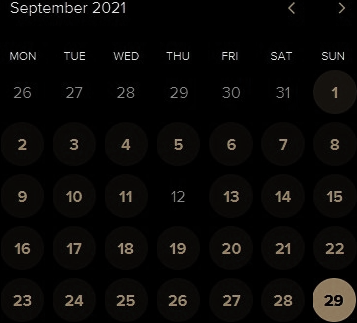 September 2021
MON TUE WED THU FRI SAT SUN
26 27 28 29 30 31 1
2 3 4 5 6 7 8
9 10 11 12 13 14 15
16 17 18 19 20 21 22
23 24 25 26 27 28 29